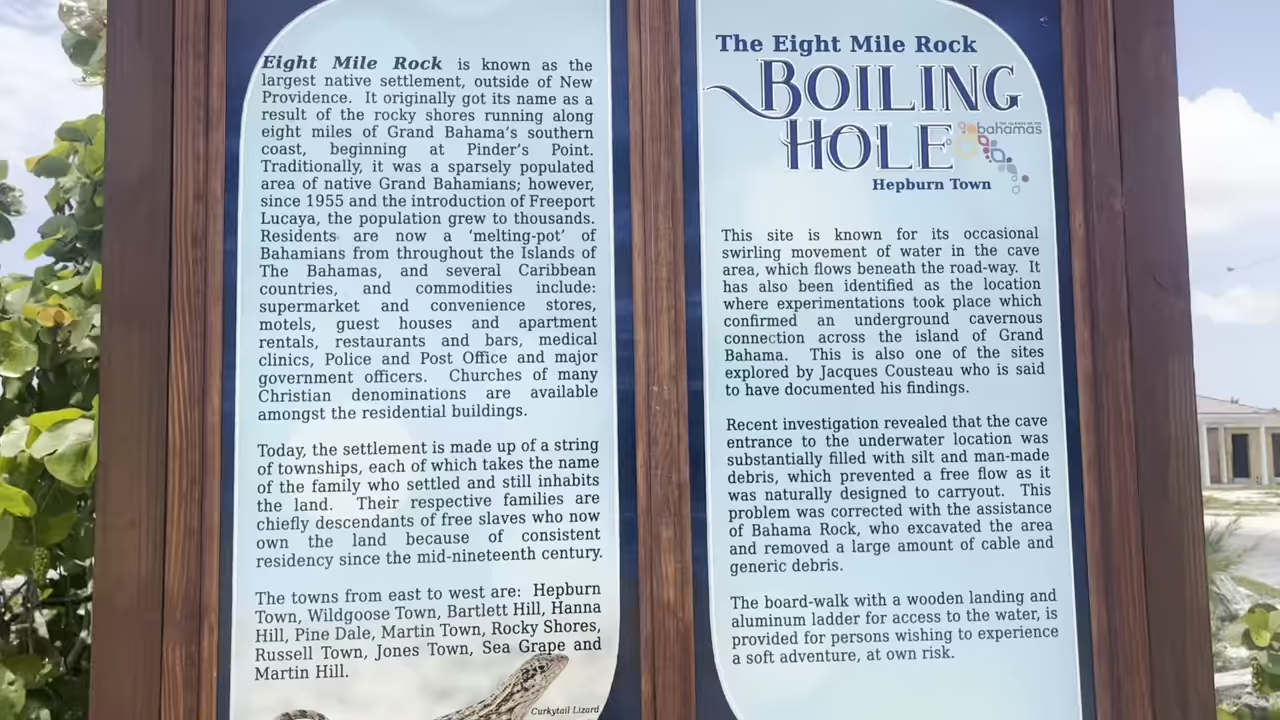 Eight Mile Rock is known as the
largest native settlement, outside of New
Providence. It originally got its name as a
result of the rocky shores running along
eight miles of Grand Bahama's southern
coast, beginning at Pinder's Point.
Traditionally, it was a sparsely populated
area of native Grand Bahamians; however,
since 1955 and the introduction of Freeport
Lucaya, the population grew to thousands.
Residents are now a 'melting-pot' of
Bahamians from throughout the Islands of
The Bahamas, and several Caribbean
countries, and commodities include:
supermarket and convenience stores,
motels, guest houses and apartment
rentals, restaurants and bars, medical
clinics, Police and Post Office and major
government officers. Churches of many
Christian denominations are available
amongst the residential buildings.
Today, the settlement is made up of a string
of townships, each of which takes the name
of the family who settled and still inhabits
the land. Their respective families are
chiefly descendants of free slaves who now
own the land because of consistent
residency since the mid-nineteenth century.
The towns from east to west are: Hepburn
Town, Wildgoose Town, Bartlett Hill, Hanna
Hill, Pine Dale, Martin Town, Rocky Shores,
Russell Town, Jones Town, Sea Grape and
Martin Hill.
Curkytail Lizard
The Eight Mile Rock
BOILING
HOLE
THE ISLANDS OF THE
bahamas
Hepburn Town
This site is known for its occasional
swirling movement of water in the cave
area, which flows beneath the road-way. It
has also been identified as the location
where experimentations took place which
confirmed an underground cavernous
connection across the island of Grand
Bahama. This is also one of the sites
explored by Jacques Cousteau who is said
to have documented his findings.
Recent investigation revealed that the cave
entrance to the underwater location was
substantially filled with silt and man-made
debris, which prevented a free flow as it
was naturally designed to carryout. This
problem was corrected with the assistance
of Bahama Rock, who excavated the area
and removed a large amount of cable and
generic debris.
The board-walk with a wooden landing and
aluminum ladder for access to the water, is
provided for persons wishing to experience
a soft adventure, at own risk.